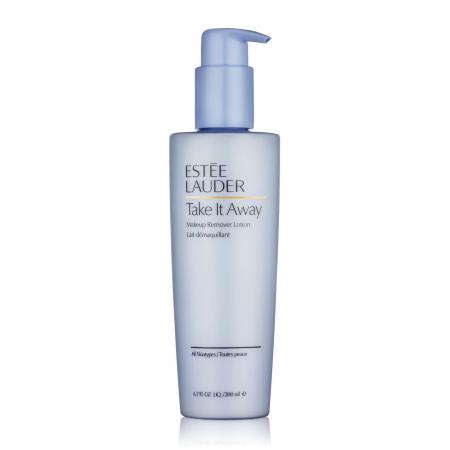 ESTĒE
LAUDER
Take It Away
Makeup Remover Lotion
Lait démaquillant
All Skintypes/Toutes peaux
6.7 FL. OZ. LIQ./200 ml ℮